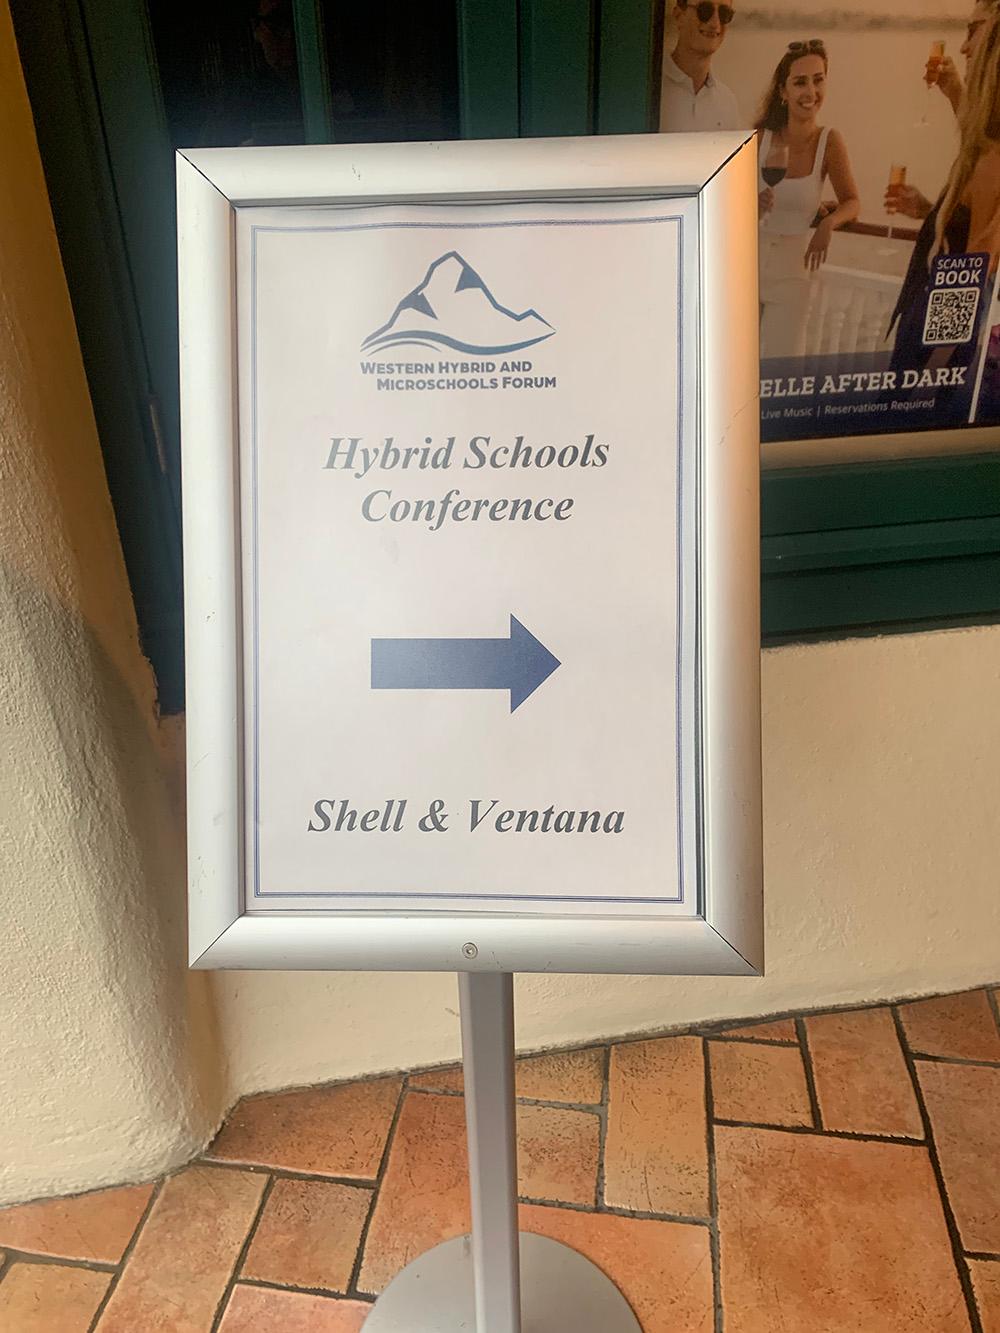 WESTERN HYBRID AND
MICROSCHOOLS FORUM
Hybrid Schools
Conference
Shell & Ventana
SCAN TO
BOOK
ELLE AFTER DARK
Live Music | Reservations Required